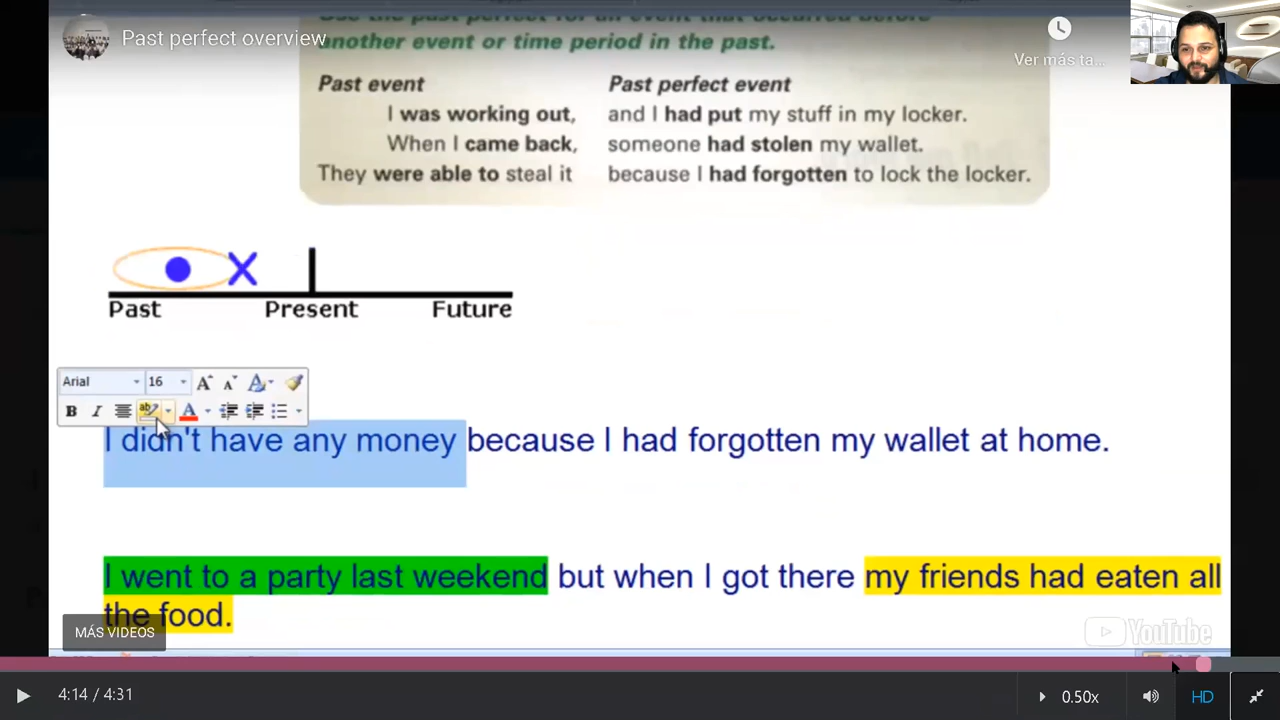 Use the past perfect for an event that occurred before
Past perfect overview
another event or time period in the past.
Ver más ta...
Past event Past perfect event
I was working out, and I had put my stuff in my locker.
When I came back, someone had stolen my wallet.
They were able to steal it because I had forgotten to lock the locker.
X
Past Present Future
Arial 16 A A A
B I ab A
I didn't have any money because I had forgotten my wallet at home.
I went to a party last weekend but when I got there my friends had eaten all
the food.
MÁS VIDEOS
YouTube
4:14 / 4:31 0.50x HD